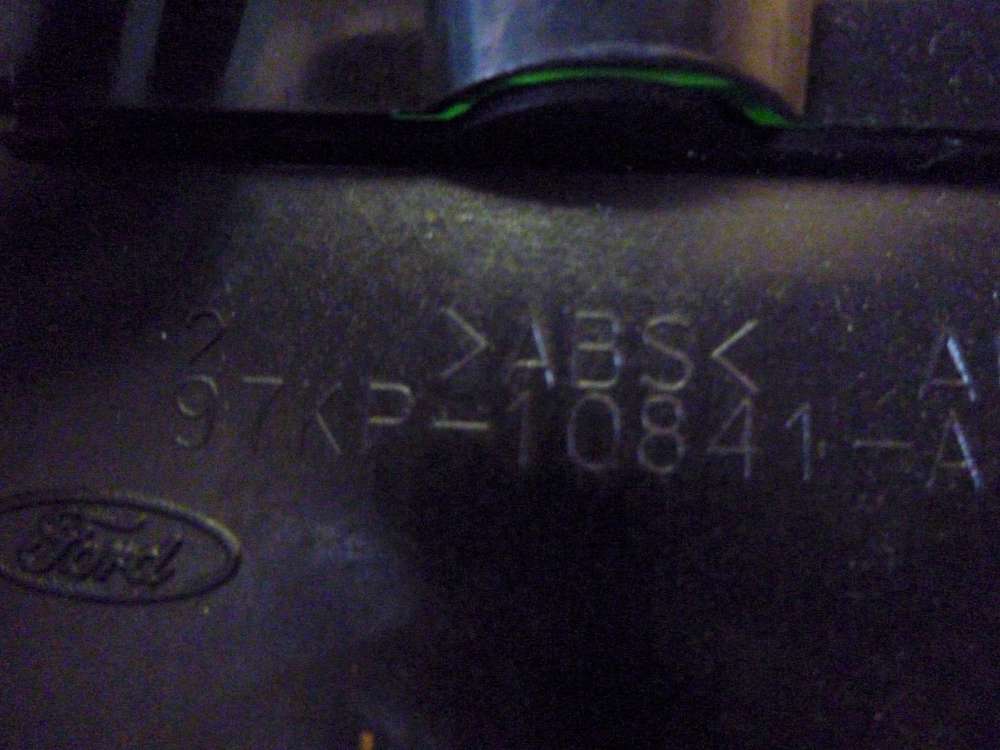 2 >ABS< A
97KP-10841-A
Ford